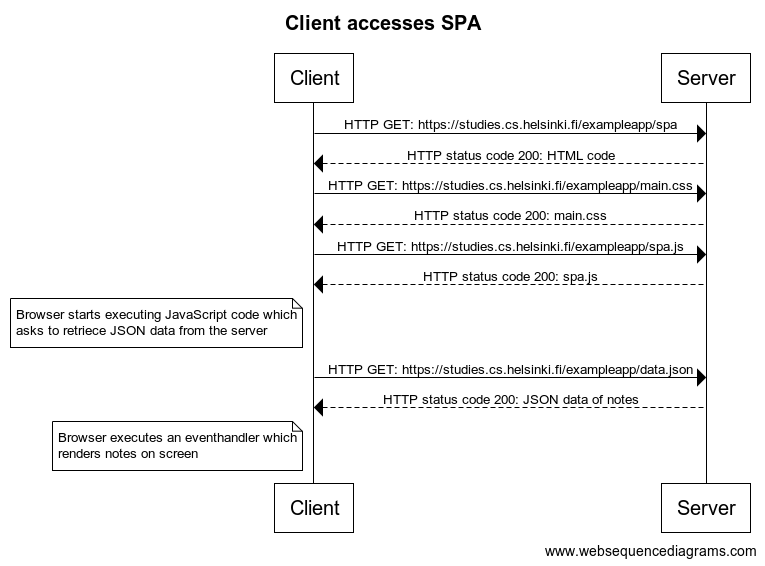 Client accesses SPA
Client
Server
HTTP GET: https://studies.cs.helsinki.fi/exampleapp/spa
HTTP status code 200: HTML code
HTTP GET: https://studies.cs.helsinki.fi/exampleapp/main.css
HTTP status code 200: main.css
HTTP GET: https://studies.cs.helsinki.fi/exampleapp/spa.js
HTTP status code 200: spa.js
Browser starts executing JavaScript code which
asks to retriece JSON data from the server
HTTP GET: https://studies.cs.helsinki.fi/exampleapp/data.json
HTTP status code 200: JSON data of notes
Browser executes an eventhandler which
renders notes on screen
Client
Server
www.websequencediagrams.com